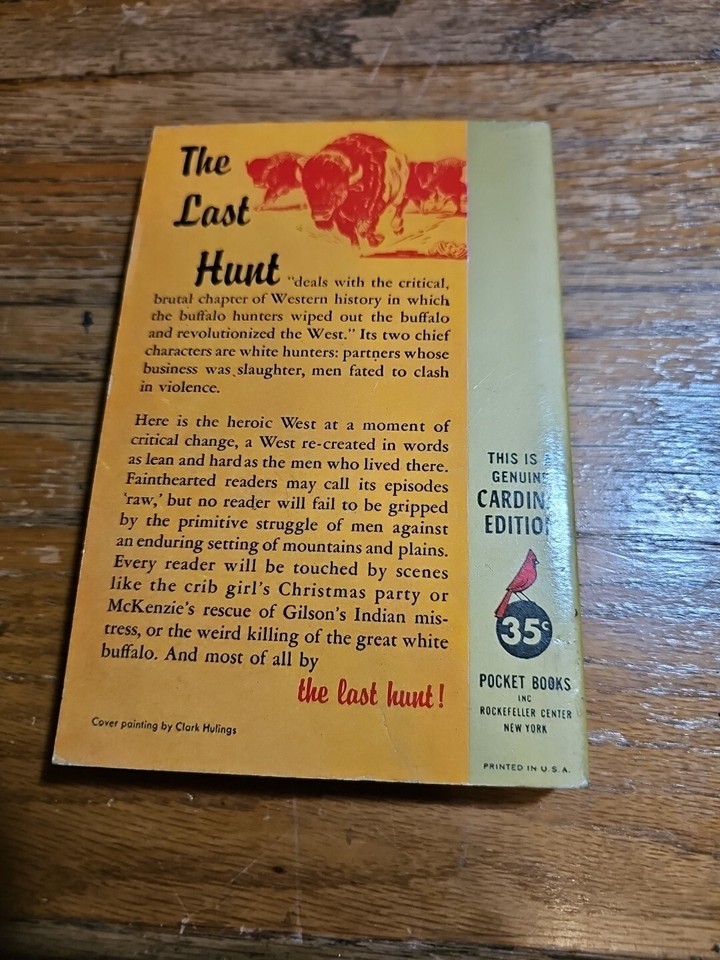 The
Last
Hunt "deals with the critical,
brutal chapter of Western history in which
the buffalo hunters wiped out the buffalo
and revolutionized the West." Its two chief
characters are white hunters: partners whose
business was slaughter, men fated to clash
in violence.
Here is the heroic West at a moment of
critical change, a West re-created in words
as lean and hard as the men who lived there.
Fainthearted readers may call its episodes
'raw,' but no reader will fail to be gripped
by the primitive struggle of men against
an enduring setting of mountains and plains.
Every reader will be touched by scenes
like the crib girl's Christmas party or
McKenzie's rescue of Gilson's Indian mis-
tress, or the weird killing of the great white
buffalo. And most of all by
the last hunt!
Cover painting by Clark Hulings
THIS IS
GENUINE
CARDIN
EDITION
35¢
POCKET BOOKS
INC
ROCKEFELLER CENTER
NEW YORK
PRINTED IN U.S.A.